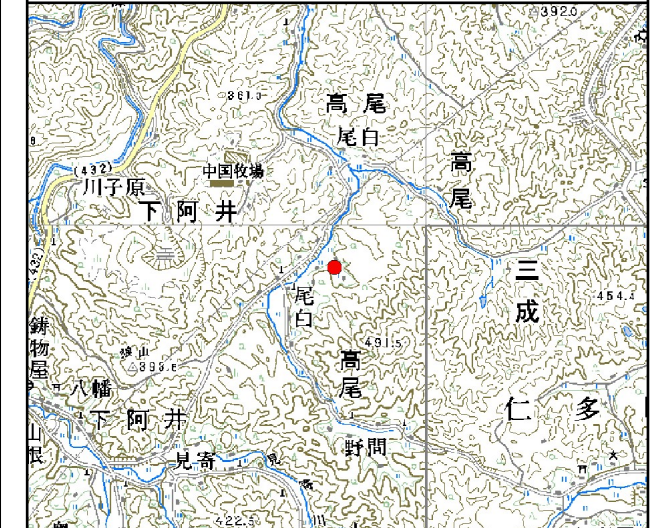 392.0
高尾
361.0
尾白
高尾
(432)
中国牧場
川子原
下阿井
432
三成
尾白
454.4
鋳物屋
491.5
高尾
八幡
仁多
下阿井
野間
見寄
422.5